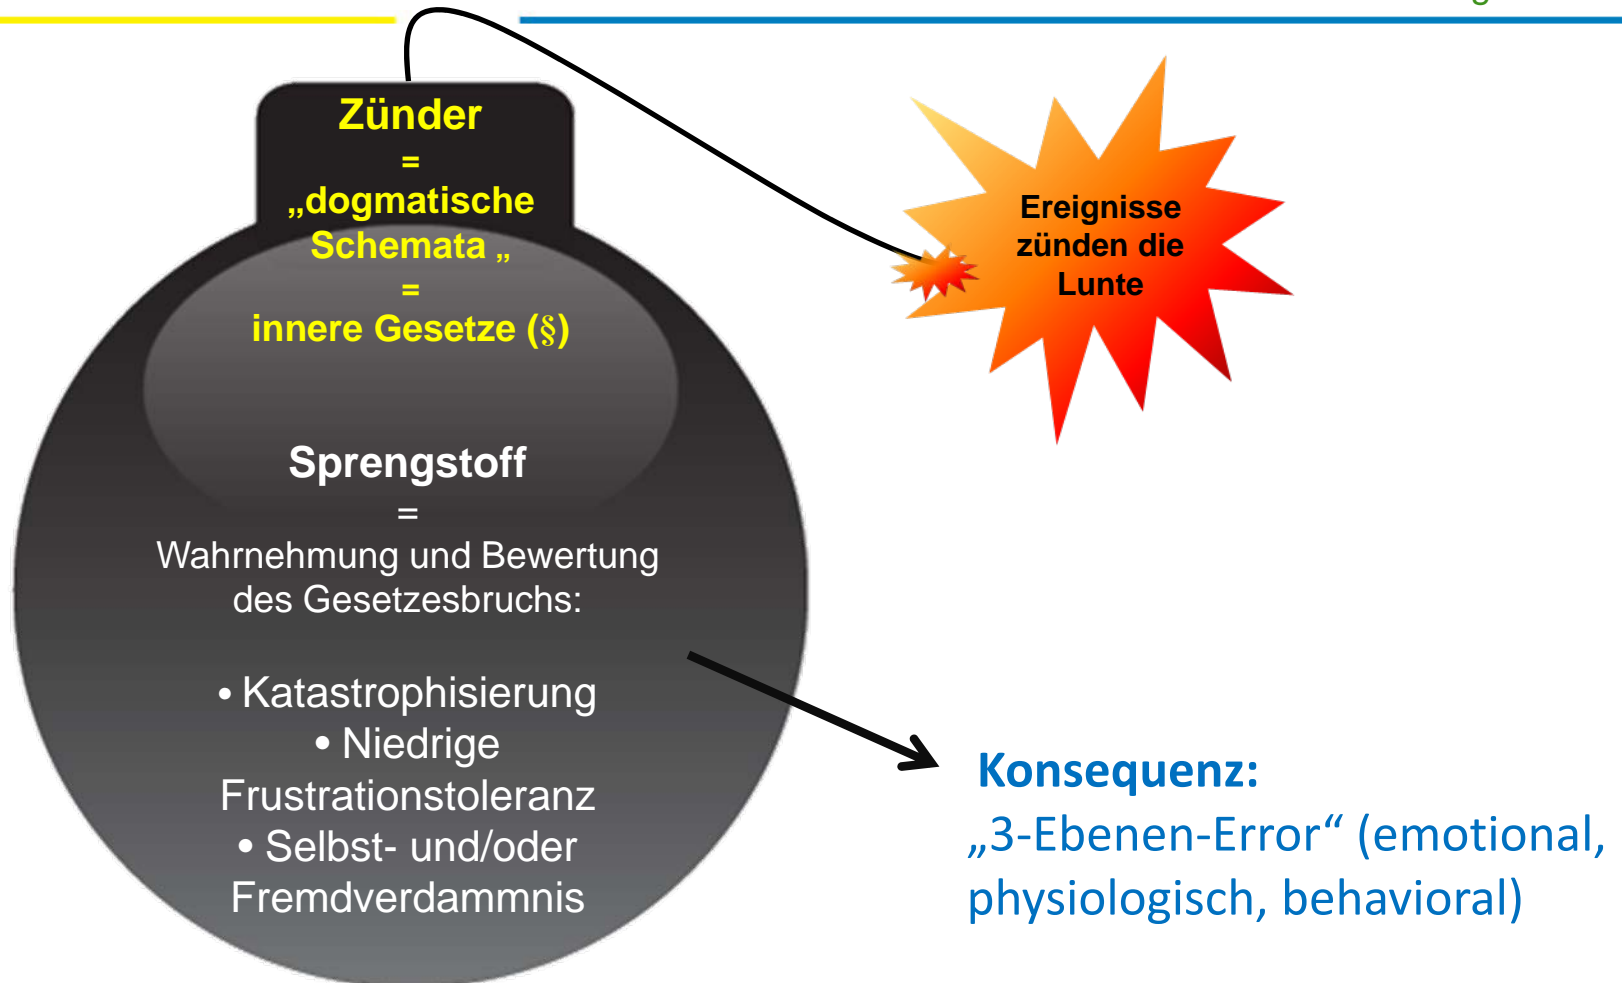 Zünder
=
„dogmatische
Schemata „
=
innere Gesetze (§)
Sprengstoff
=
Wahrnehmung und Bewertung
des Gesetzesbruchs:
• Katastrophisierung
• Niedrige
Frustrationstoleranz
• Selbst- und/oder
Fremdverdammnis
Ereignisse
zünden die
Lunte
Konsequenz:
„3-Ebenen-Error“ (emotional,
physiologisch, behavioral)